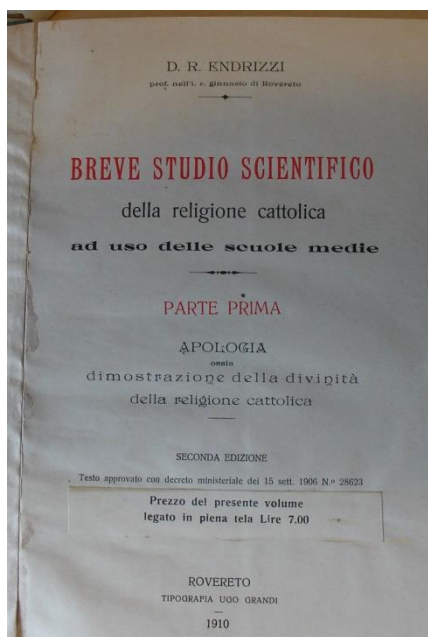 D. R. ENDRIZZI
prof. nell'i. r. ginnasio di Rovereto
BREVE STUDIO SCIENTIFICO
della religione cattolica
ad uso delle scuole medie
PARTE PRIMA
APOLOGIA
ossia
dimostrazione della divinità
della religione cattolica
SECONDA EDIZIONE
Testo approvato con decreto ministeriale dei 15 sett. 1906 N.º 28623
Prezzo del presente volume
legato in piena tela Lire 7.00
ROVERETO
TIPOGRAFIA UGO GRANDI
1910